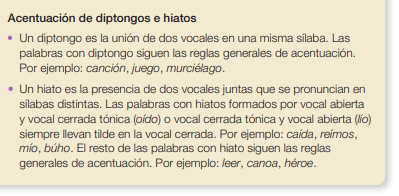 Acentuación de diptongos e hiatos
• Un diptongo es la unión de dos vocales en una misma sílaba. Las
palabras con diptongo siguen las reglas generales de acentuación.
Por ejemplo: canción, juego, murciélago.
• Un hiato es la presencia de dos vocales juntas que se pronuncian en
sílabas distintas. Las palabras con hiatos formados por vocal abierta
y vocal cerrada tónica (oído) o vocal cerrada tónica y vocal abierta (lío)
siempre llevan tilde en la vocal cerrada. Por ejemplo: caída, reímos,
mío, búho. El resto de las palabras con hiato siguen las reglas
generales de acentuación. Por ejemplo: leer, canoa, héroe.